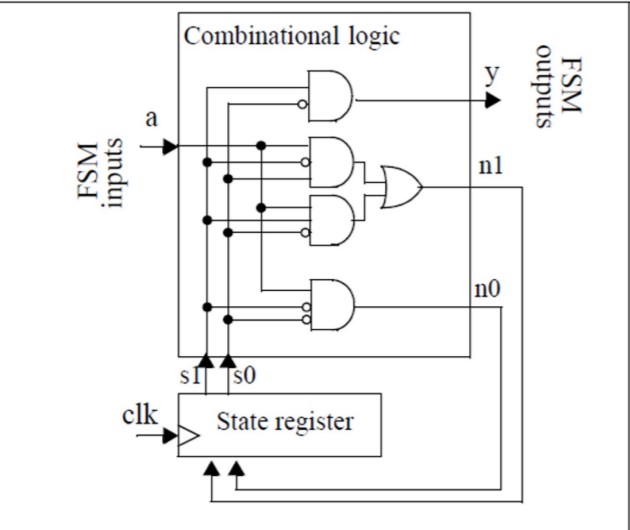 Combinational logic
a
FSM
inputs
y
FSM
outputs
n1
n0
s1
s0
clk
State register